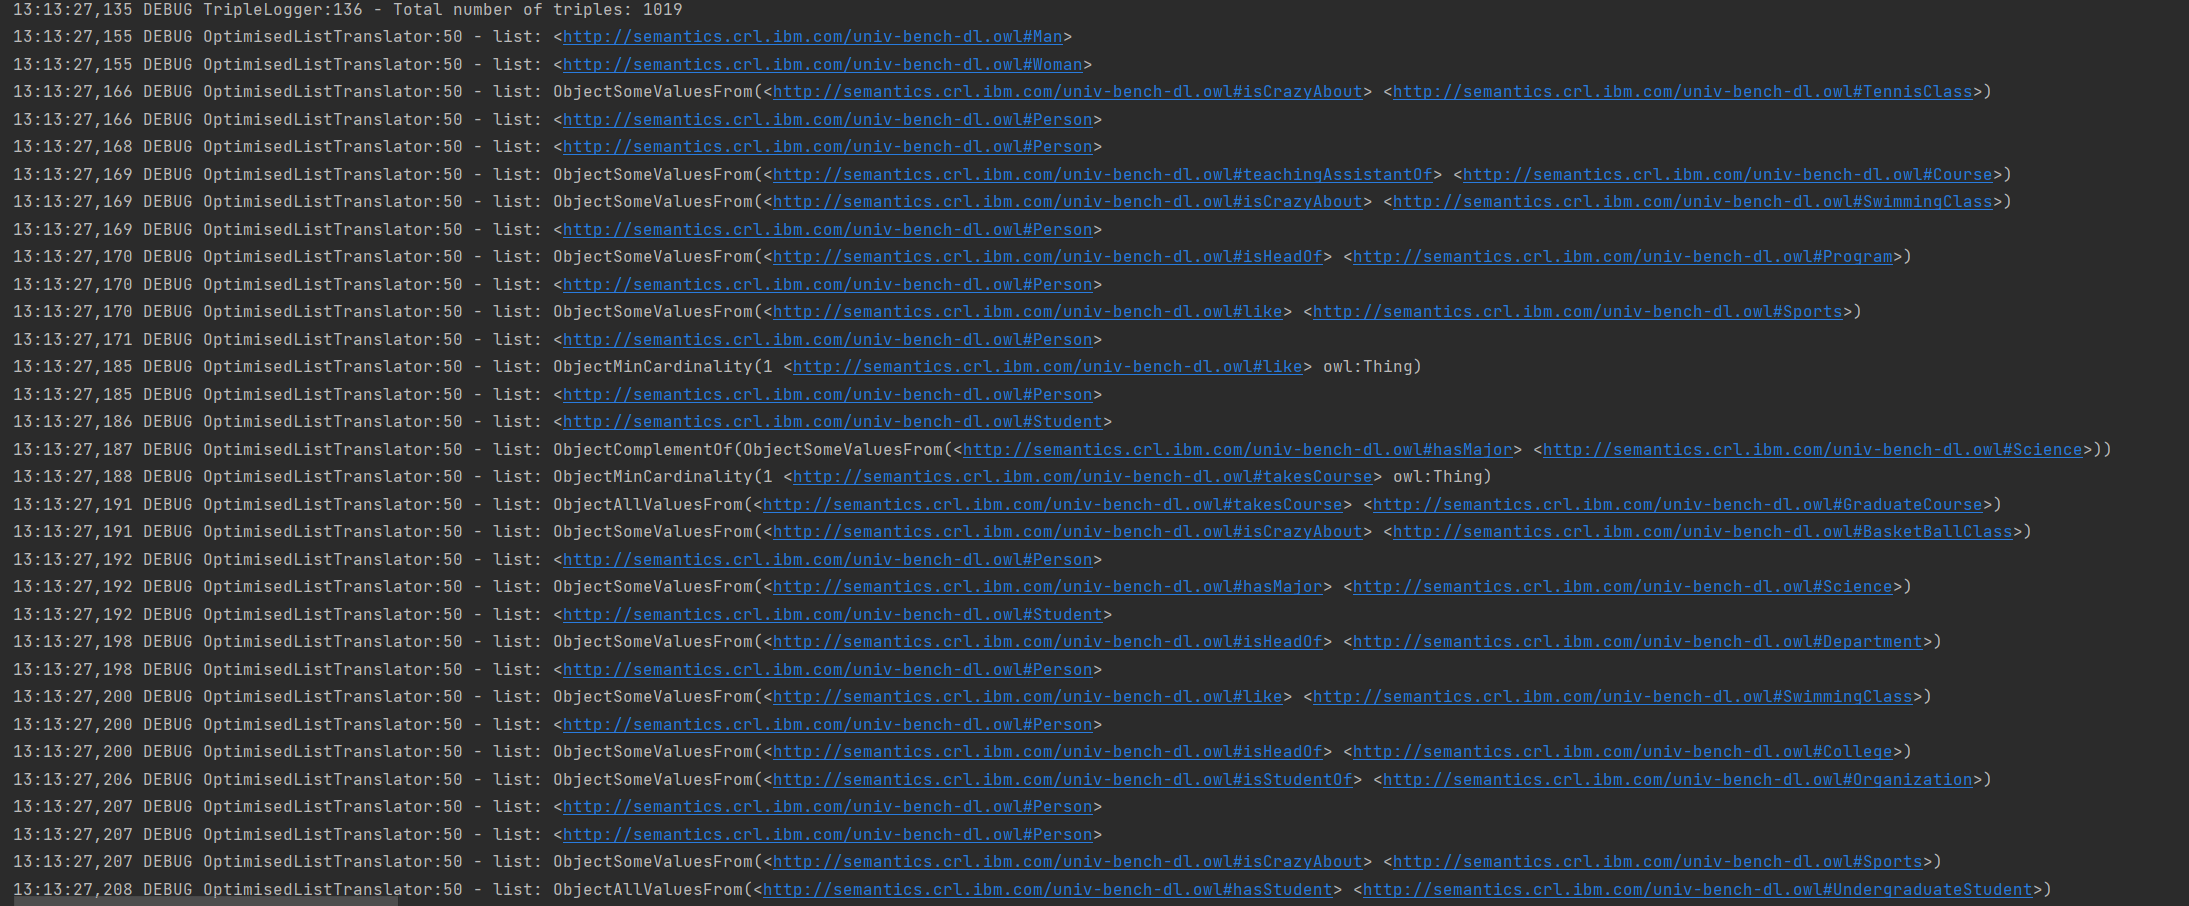 13:13:27,135 DEBUG TripleLogger:136 - Total number of triples: 1019
13:13:27,155 DEBUG OptimisedListTranslator:50 - list: <http://semantics.crl.ibm.com/univ-bench-dl.owl#Man>
13:13:27,155 DEBUG OptimisedListTranslator:50 - list: <http://semantics.crl.ibm.com/univ-bench-dl.owl#Woman>
13:13:27,166 DEBUG OptimisedListTranslator:50 - list: ObjectSomeValuesFrom(<http://semantics.crl.ibm.com/univ-bench-dl.owl#isCrazyAbout> <http://semantics.crl.ibm.com/univ-bench-dl.owl#TennisClass>)
13:13:27,166 DEBUG OptimisedListTranslator:50 - list: <http://semantics.crl.ibm.com/univ-bench-dl.owl#Person>
13:13:27,168 DEBUG OptimisedListTranslator:50 - list: <http://semantics.crl.ibm.com/univ-bench-dl.owl#Person>
13:13:27,169 DEBUG OptimisedListTranslator:50 - list: ObjectSomeValuesFrom(<http://semantics.crl.ibm.com/univ-bench-dl.owl#teachingAssistantOf> <http://semantics.crl.ibm.com/univ-bench-dl.owl#Course>)
13:13:27,169 DEBUG OptimisedListTranslator:50 - list: ObjectSomeValuesFrom(<http://semantics.crl.ibm.com/univ-bench-dl.owl#isCrazyAbout> <http://semantics.crl.ibm.com/univ-bench-dl.owl#SwimmingClass>)
13:13:27,169 DEBUG OptimisedListTranslator:50 - list: <http://semantics.crl.ibm.com/univ-bench-dl.owl#Person>
13:13:27,170 DEBUG OptimisedListTranslator:50 - list: ObjectSomeValuesFrom(<http://semantics.crl.ibm.com/univ-bench-dl.owl#isHeadOf> <http://semantics.crl.ibm.com/univ-bench-dl.owl#Program>)
13:13:27,170 DEBUG OptimisedListTranslator:50 - list: <http://semantics.crl.ibm.com/univ-bench-dl.owl#Person>
13:13:27,170 DEBUG OptimisedListTranslator:50 - list: ObjectSomeValuesFrom(<http://semantics.crl.ibm.com/univ-bench-dl.owl#like> <http://semantics.crl.ibm.com/univ-bench-dl.owl#Sports>)
13:13:27,171 DEBUG OptimisedListTranslator:50 - list: <http://semantics.crl.ibm.com/univ-bench-dl.owl#Person>
13:13:27,185 DEBUG OptimisedListTranslator:50 - list: ObjectMinCardinality(1 <http://semantics.crl.ibm.com/univ-bench-dl.owl#like> owl:Thing)
13:13:27,185 DEBUG OptimisedListTranslator:50 - list: <http://semantics.crl.ibm.com/univ-bench-dl.owl#Person>
13:13:27,186 DEBUG OptimisedListTranslator:50 - list: <http://semantics.crl.ibm.com/univ-bench-dl.owl#Student>
13:13:27,187 DEBUG OptimisedListTranslator:50 - list: ObjectComplementOf(ObjectSomeValuesFrom(<http://semantics.crl.ibm.com/univ-bench-dl.owl#hasMajor> <http://semantics.crl.ibm.com/univ-bench-dl.owl#Science>))
13:13:27,188 DEBUG OptimisedListTranslator:50 - list: ObjectMinCardinality(1 <http://semantics.crl.ibm.com/univ-bench-dl.owl#takesCourse> owl:Thing)
13:13:27,191 DEBUG OptimisedListTranslator:50 - list: ObjectAllValuesFrom(<http://semantics.crl.ibm.com/univ-bench-dl.owl#takesCourse> <http://semantics.crl.ibm.com/univ-bench-dl.owl#GraduateCourse>)
13:13:27,191 DEBUG OptimisedListTranslator:50 - list: ObjectSomeValuesFrom(<http://semantics.crl.ibm.com/univ-bench-dl.owl#isCrazyAbout> <http://semantics.crl.ibm.com/univ-bench-dl.owl#BasketBallClass>)
13:13:27,192 DEBUG OptimisedListTranslator:50 - list: <http://semantics.crl.ibm.com/univ-bench-dl.owl#Person>
13:13:27,192 DEBUG OptimisedListTranslator:50 - list: ObjectSomeValuesFrom(<http://semantics.crl.ibm.com/univ-bench-dl.owl#hasMajor> <http://semantics.crl.ibm.com/univ-bench-dl.owl#Science>)
13:13:27,192 DEBUG OptimisedListTranslator:50 - list: <http://semantics.crl.ibm.com/univ-bench-dl.owl#Student>
13:13:27,198 DEBUG OptimisedListTranslator:50 - list: ObjectSomeValuesFrom(<http://semantics.crl.ibm.com/univ-bench-dl.owl#isHeadOf> <http://semantics.crl.ibm.com/univ-bench-dl.owl#Department>)
13:13:27,198 DEBUG OptimisedListTranslator:50 - list: <http://semantics.crl.ibm.com/univ-bench-dl.owl#Person>
13:13:27,200 DEBUG OptimisedListTranslator:50 - list: ObjectSomeValuesFrom(<http://semantics.crl.ibm.com/univ-bench-dl.owl#like> <http://semantics.crl.ibm.com/univ-bench-dl.owl#SwimmingClass>)
13:13:27,200 DEBUG OptimisedListTranslator:50 - list: <http://semantics.crl.ibm.com/univ-bench-dl.owl#Person>
13:13:27,200 DEBUG OptimisedListTranslator:50 - list: ObjectSomeValuesFrom(<http://semantics.crl.ibm.com/univ-bench-dl.owl#isHeadOf> <http://semantics.crl.ibm.com/univ-bench-dl.owl#College>)
13:13:27,206 DEBUG OptimisedListTranslator:50 - list: ObjectSomeValuesFrom(<http://semantics.crl.ibm.com/univ-bench-dl.owl#isStudentOf> <http://semantics.crl.ibm.com/univ-bench-dl.owl#Organization>)
13:13:27,207 DEBUG OptimisedListTranslator:50 - list: <http://semantics.crl.ibm.com/univ-bench-dl.owl#Person>
13:13:27,207 DEBUG OptimisedListTranslator:50 - list: <http://semantics.crl.ibm.com/univ-bench-dl.owl#Person>
13:13:27,207 DEBUG OptimisedListTranslator:50 - list: ObjectSomeValuesFrom(<http://semantics.crl.ibm.com/univ-bench-dl.owl#isCrazyAbout> <http://semantics.crl.ibm.com/univ-bench-dl.owl#Sports>)
13:13:27,208 DEBUG OptimisedListTranslator:50 - list: ObjectAllValuesFrom(<http://semantics.crl.ibm.com/univ-bench-dl.owl#hasStudent> <http://semantics.crl.ibm.com/univ-bench-dl.owl#UndergraduateStudent>)